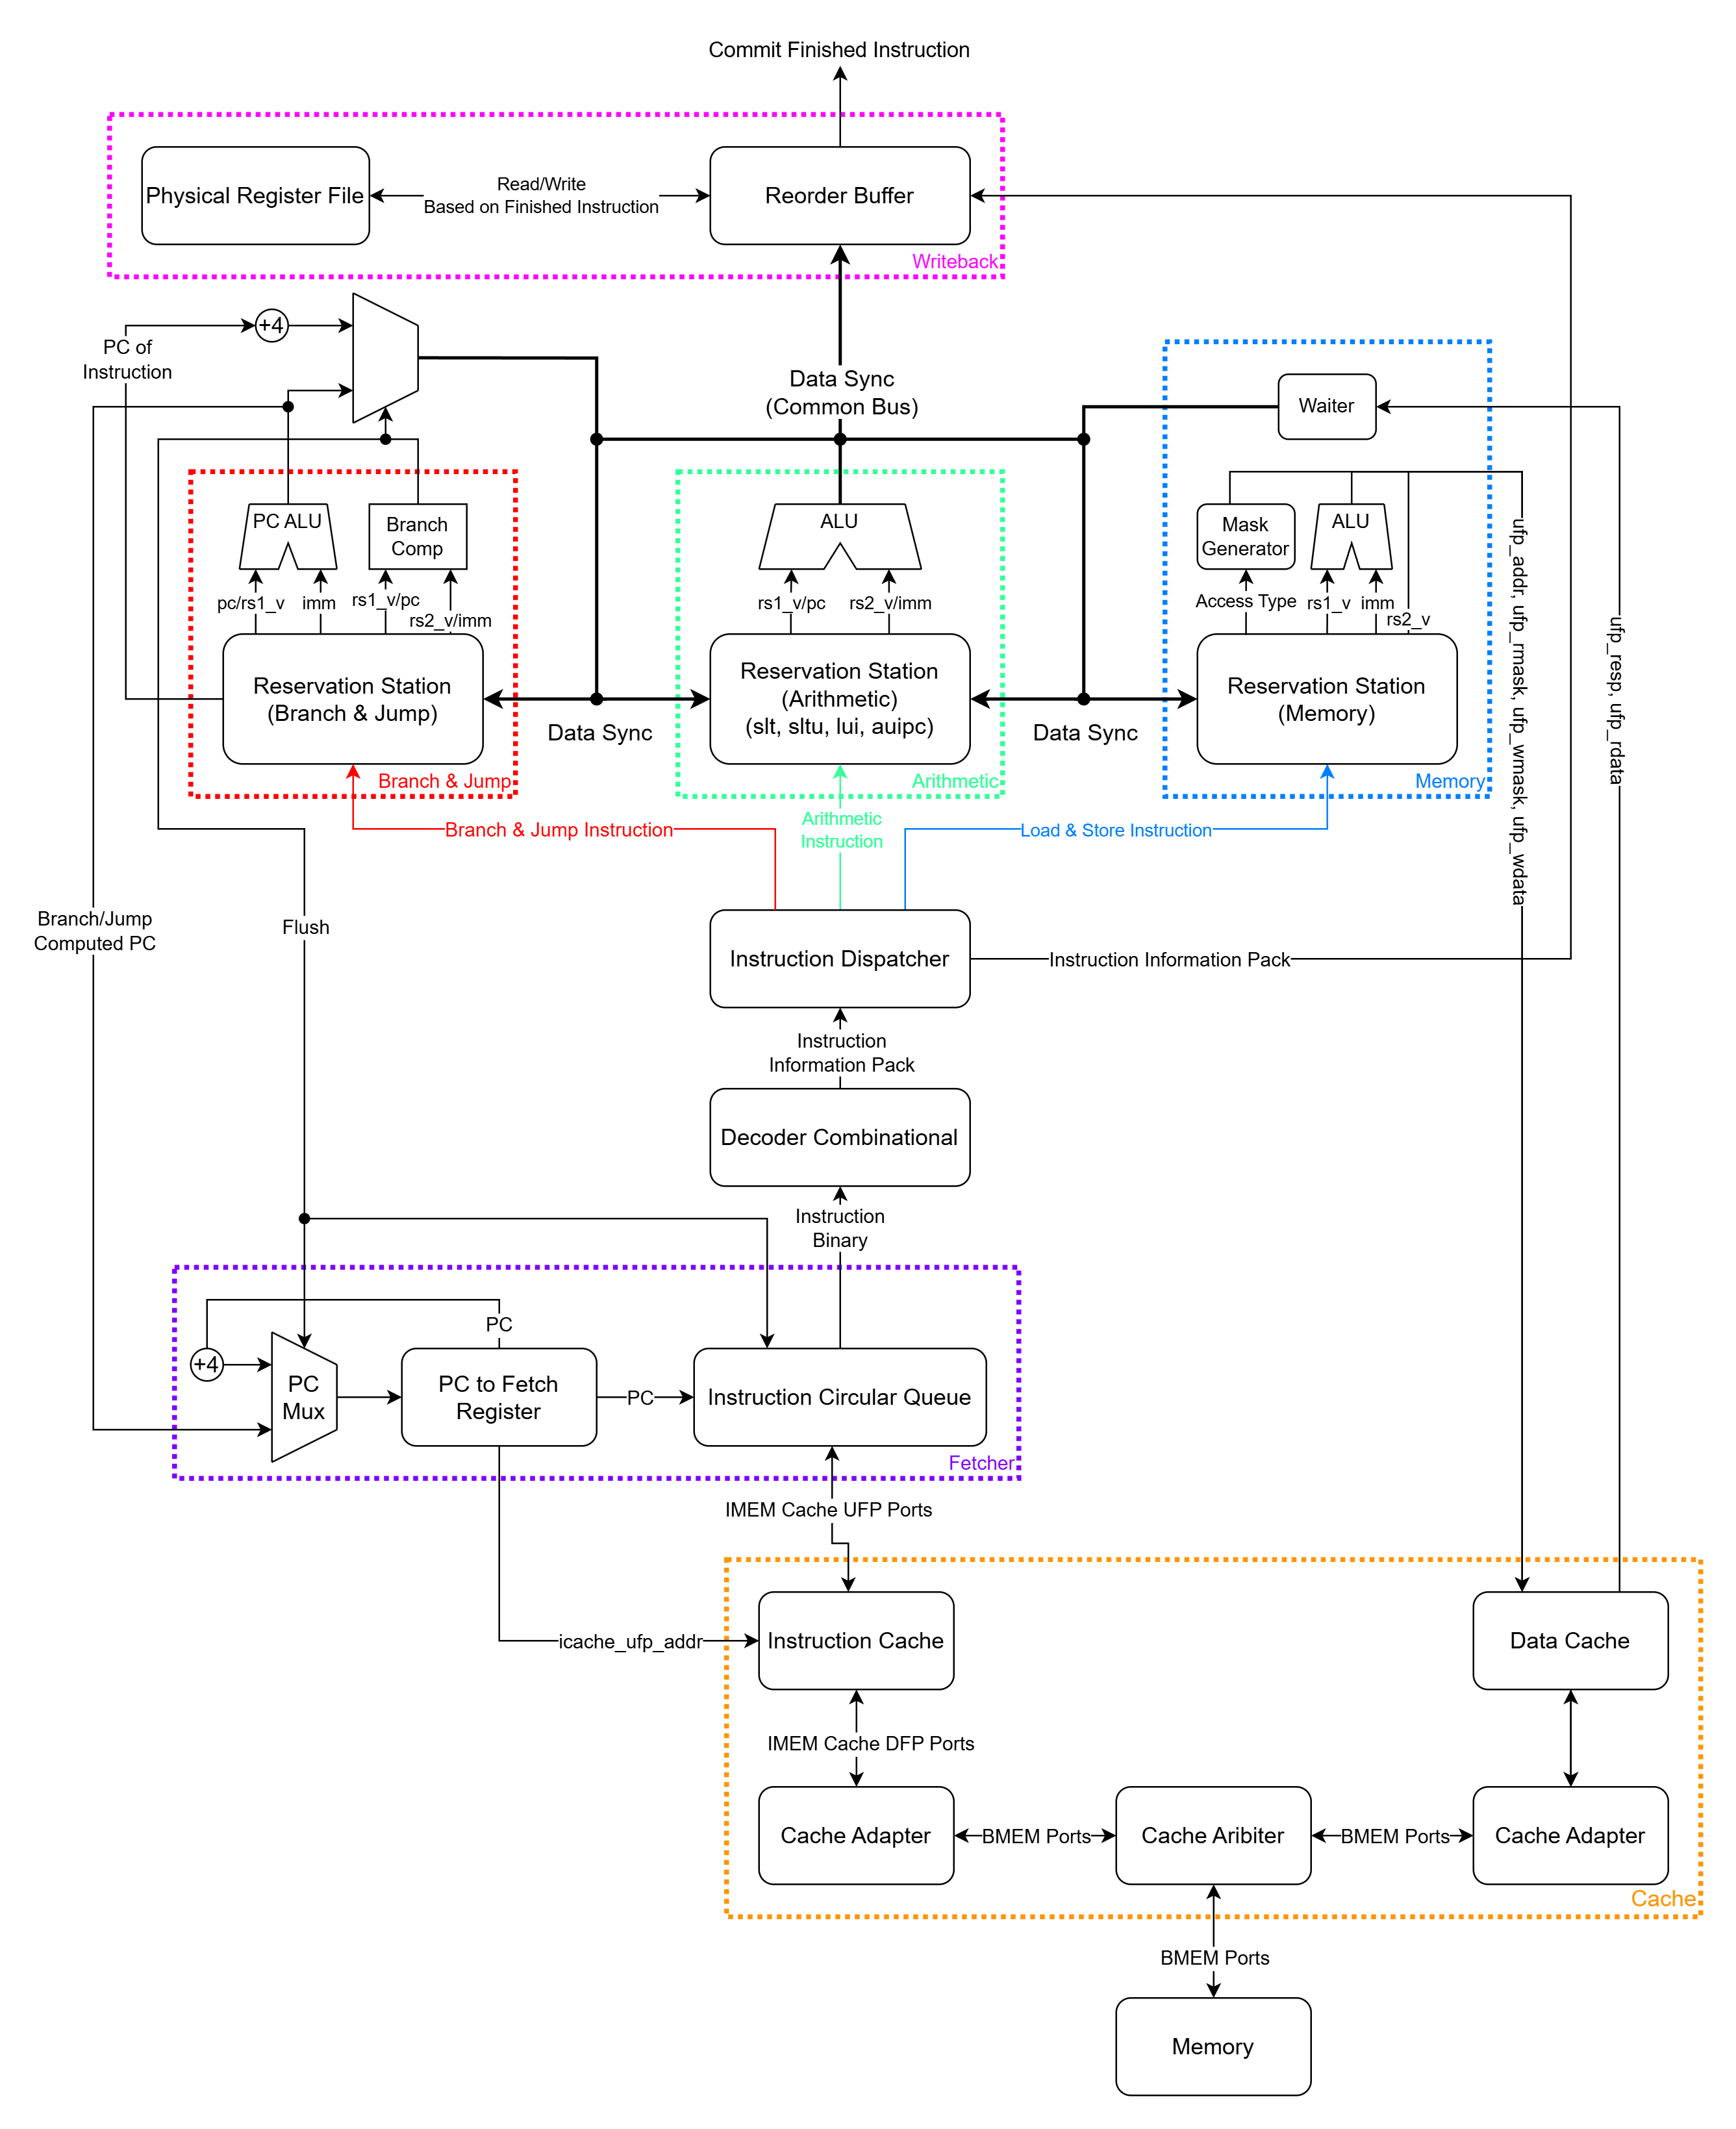 Commit Finished Instruction
Physical Register File
Read/Write
Based on Finished Instruction
Reorder Buffer
Writeback
+4
PC of
Instruction
Data Sync
(Common Bus)
Waiter
PC ALU
Branch
Comp
ALU
Mask
Generator
ALU
pc/rs1_v
imm
rs1_v/pc
rs2_v/imm
rs1_v/pc
rs2_v/imm
Access Type
rs1_v
imm
rs2_v
ufp_addr, ufp_rmask, ufp_wmask, ufp_wdata
ufp_resp, ufp_rdata
Reservation Station
(Branch & Jump)
Data Sync
Reservation Station
(Arithmetic)
(slt, sltu, lui, auipc)
Data Sync
Reservation Station
(Memory)
Branch & Jump
Arithmetic
Memory
Branch & Jump Instruction
Arithmetic
Instruction
Load & Store Instruction
Branch/Jump
Computed PC
Flush
Instruction Dispatcher
Instruction Information Pack
Instruction
Information Pack
Decoder Combinational
Instruction
Binary
PC
+4
PC
Mux
PC to Fetch
Register
PC
Instruction Circular Queue
Fetcher
IMEM Cache UFP Ports
icache_ufp_addr
Instruction Cache
Data Cache
IMEM Cache DFP Ports
Cache Adapter
BMEM Ports
Cache Aribiter
BMEM Ports
Cache Adapter
Cache
BMEM Ports
Memory